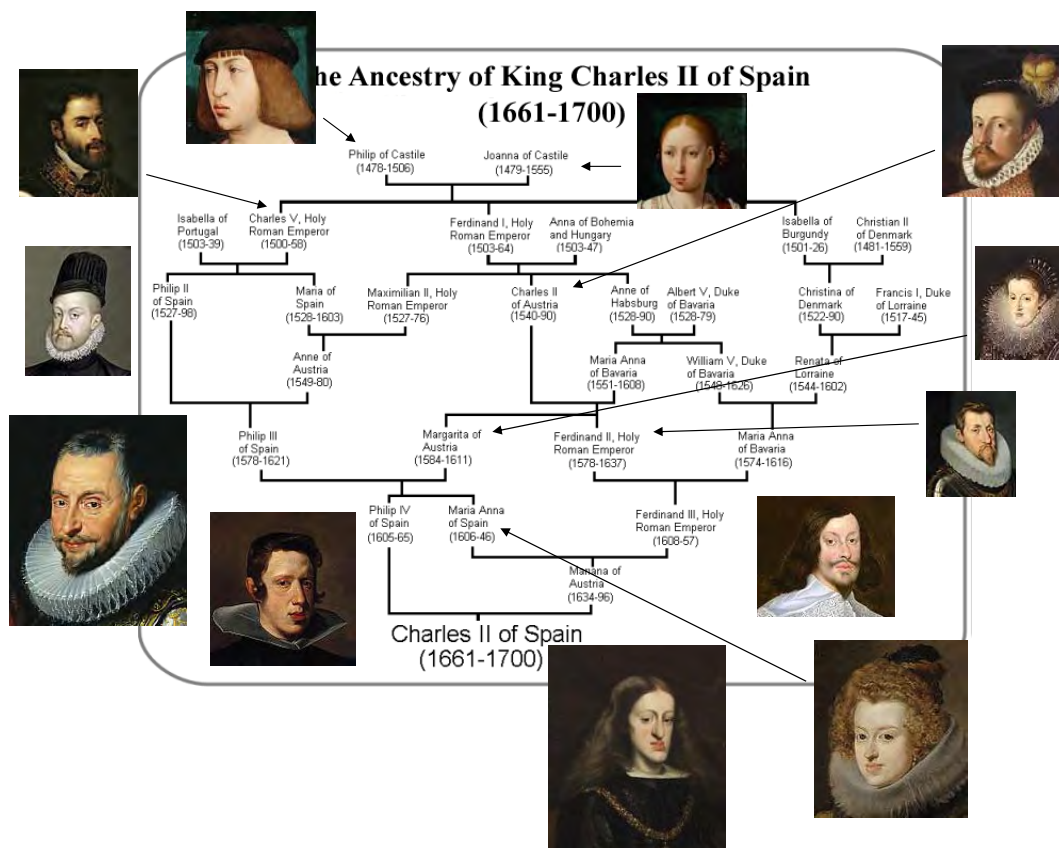 he Ancestry of King Charles II of Spain
(1661-1700)
Philip of Castile
(1478-1506)
Joanna of Castile
(1479-1555)
Isabella of
Portugal
(1503-39)
Charles V, Holy
Roman Emperor
(1500-58)
Ferdinand I, Holy
Roman Emperor
(1503-64)
Anna of Bohemia
and Hungary
(1503-47)
Isabella of
Burgundy
(1501-26)
Christian II
of Denmark
(1481-1559)
Philip II
of Spain
(1527-98)
Maria of
Spain
(1528-1603)
Maximilian II, Holy
Roman Emperor
(1527-76)
Charles II
of Austria
(1540-90)
Anne of
Habsburg
(1528-90)
Albert V, Duke
of Bavaria
(1528-79)
Christina of
Denmark
(1522-90)
Francis I, Duke
of Lorraine
(1517-45)
Anne of
Austria
(1549-80)
Maria Anna
of Bavaria
(1551-1608)
William V, Duke
of Bavaria
(1548-1626)
Renata of
Lorraine
(1544-1602)
Philip III
of Spain
(1578-1621)
Margarita of
Austria
(1584-1611)
Ferdinand II, Holy
Roman Emperor
(1578-1637)
Maria Anna
of Bavaria
(1574-1616)
Philip IV
of Spain
(1605-65)
Maria Anna
of Spain
(1606-46)
Ferdinand III, Holy
Roman Emperor
(1608-57)
Mariana of
Austria
(1634-96)
Charles II of Spain
(1661-1700)